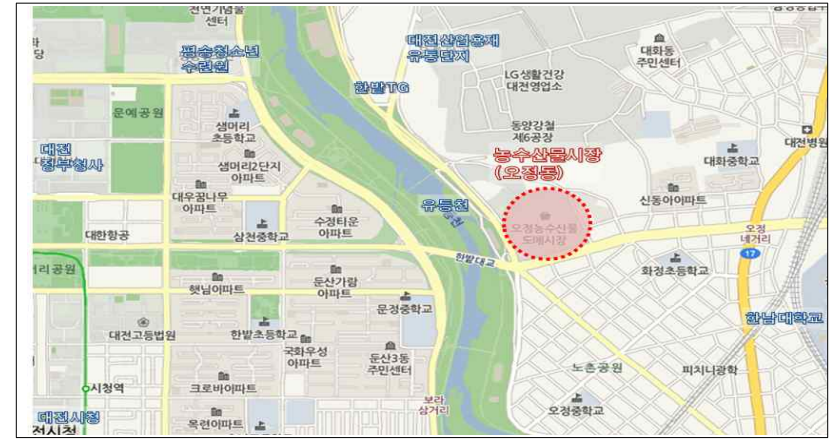 천연기념물
센터
평송청소년
수련원
대전산업용재
유통단지
한밭TG
대화동
주민센터
LG생활건강
대전영업소
문예공원
샘머리
초등학교
동양강철
제6공장
대전병원
대전
정부청사
샘머리2단지
아파트
농수산물시장
(오정동)
대화중학교
대우꿈나무
아파트
유등천
신동아아파트
수정타운
아파트
오정농수산물
도매시장
대한항공
삼천중학교
오정
네거리
17
한밭대교
햇님아파트
둔산가람
아파트
화정초등학교
문정중학교
한남대학교
대전고등법원
한밭초등학교
국화우성
아파트
둔산3동
주민센터
노촌공원
피치니광학
시청역
크로바아파트
보라
삼거리
오정중학교
대전시청
목련아파트